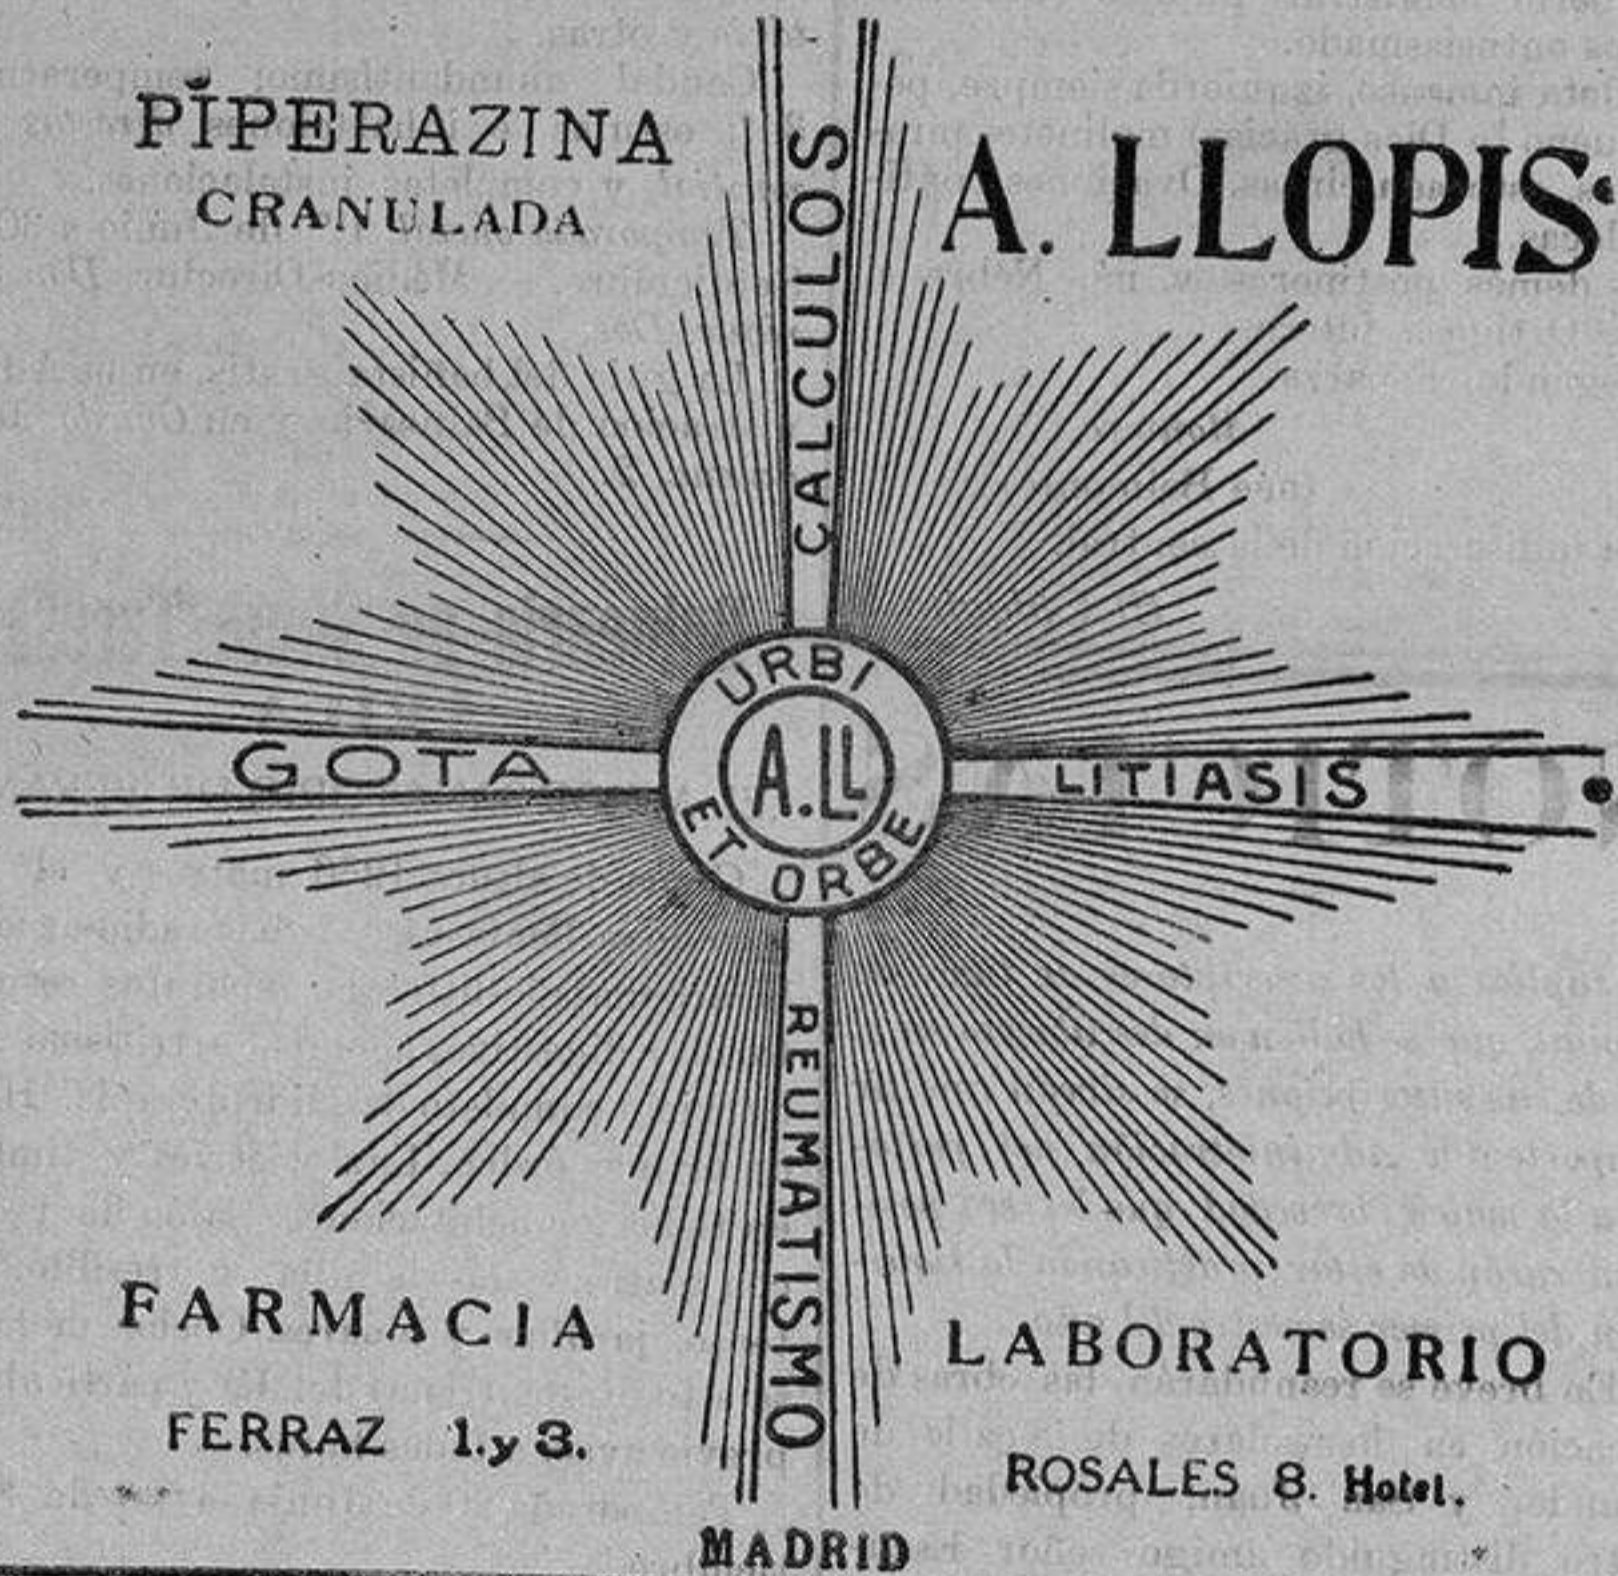 PIPERAZINA
CRANULADA
A. LLOPIS
CALCULOS
GOTA
URBI
A.LL
ET ORBE
LITIASIS
REUMATISMO
FARMACIA
FERRAZ 1.y 3.
LABORATORIO
ROSALES 8. Hotel.
MADRID